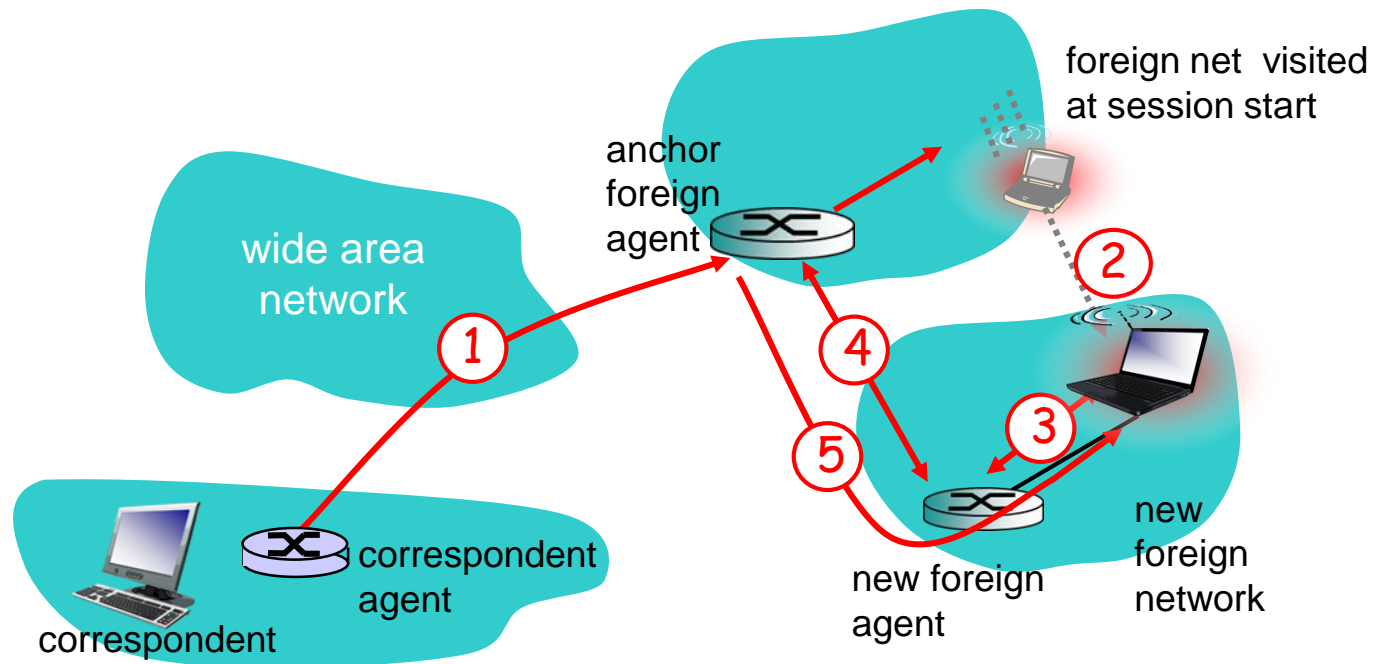 foreign net visited
at session start
anchor
foreign
agent
wide area
network
2
1
4
3
5
correspondent
agent
correspondent
new foreign
agent
new
foreign
network